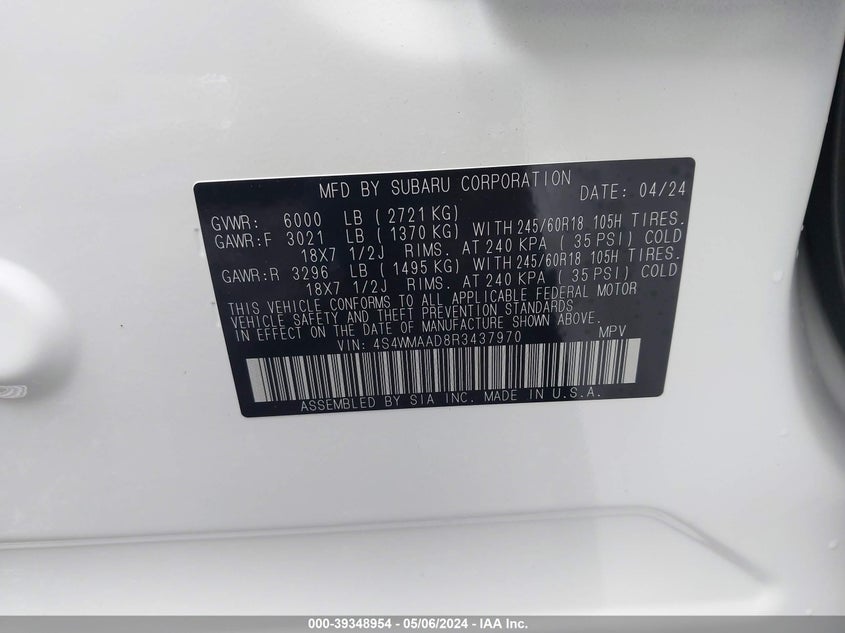 MFD BY SUBARU CORPORATION DATE: 04/24
GVWR: 6000 LB ( 2721 KG)
GAWR:F 3021 LB ( 1370 KG) WITH 245/60R18 105H TIRES.
18X7 1/2J RIMS. AT 240 KPA ( 35 PSI) COLD
GAWR:R 3296 LB ( 1495 KG) WITH 245/60R18 105H TIRES.
18X7 1/2J RIMS. AT 240 KPA ( 35 PSI) COLD
THIS VEHICLE CONFORMS TO ALL APPLICABLE FEDERAL MOTOR
VEHICLE SAFETY AND THEFT PREVENTION STANDARDS
IN EFFECT ON THE DATE OF MANUFACTURE SHOWN ABOVE.
VIN: 4S4WMAAD8R3437970 MPV
ASSEMBLED BY SIA INC. MADE IN U.S.A.
000-39348954 - 05/06/2024 - IAA Inc.